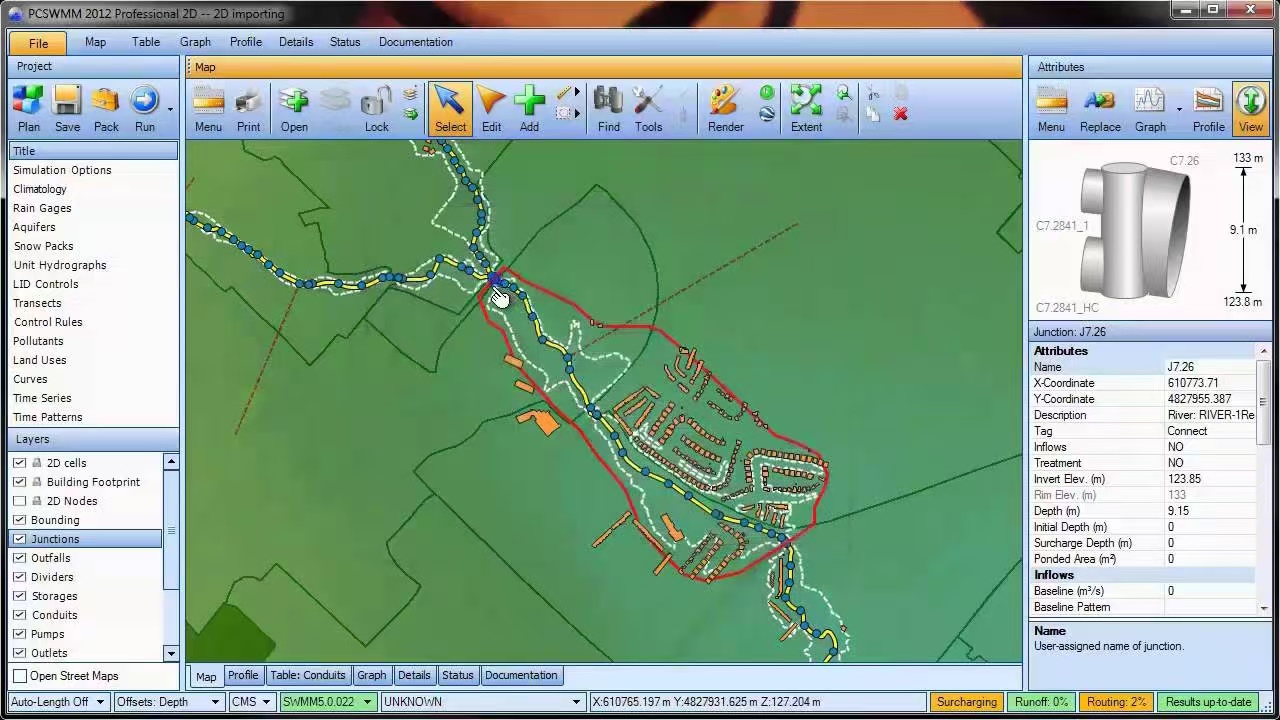 PCSWMM 2012 Professional 2D -- 2D importing
File Map Table Graph Profile Details Status Documentation
Project
Plan Save Pack Run
Title
Simulation Options
Climatology
Rain Gages
Aquifers
Snow Packs
Unit Hydrographs
LID Controls
Transects
Control Rules
Pollutants
Land Uses
Curves
Time Series
Time Patterns
Layers
2D cells
Building Footprint
2D Nodes
Bounding
Junctions
Outfalls
Dividers
Storages
Conduits
Pumps
Outlets
Open Street Maps
Map
Menu Print Open Lock Select Edit Add Find Tools Render Extent
Map Profile Table: Conduits Graph Details Status Documentation
Attributes
Menu Replace Graph Profile View
C7.26
133 m
C7.2841_1
9.1 m
C7.2841_HC
123.8 m
Junction: J7.26
Attributes
Name J7.26
X-Coordinate 610773.71
Y-Coordinate 4827955.387
Description River: RIVER-1Re
Tag Connect
Inflows NO
Treatment NO
Invert Elev. (m) 123.85
Rim Elev. (m) 133
Depth (m) 9.15
Initial Depth (m) 0
Surcharge Depth (m) 0
Ponded Area (m²) 0
Inflows
Baseline (m³/s) 0
Baseline Pattern
Name
User-assigned name of junction.
Auto-Length Off Offsets: Depth CMS SWMM5.0.022 UNKNOWN X:610765.197 m Y:4827931.625 m Z:127.204 m Surcharging Runoff: 0% Routing: 2% Results up-to-date